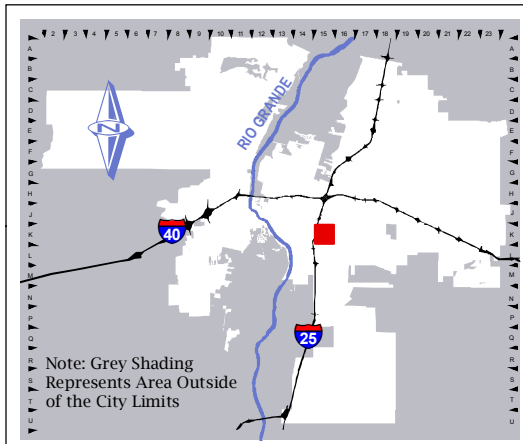 2 3 4 5 6 7 8 9 10 11 12 13 14 15 16 17 18 19 20 21 22 23
A A
B B
C C
D D
E E
F F
G G
H H
J J
K K
L L
M M
N N
P P
Q Q
R R
S S
T T
U U
N
RIO GRANDE
40
25
Note: Grey Shading
Represents Area Outside
of the City Limits